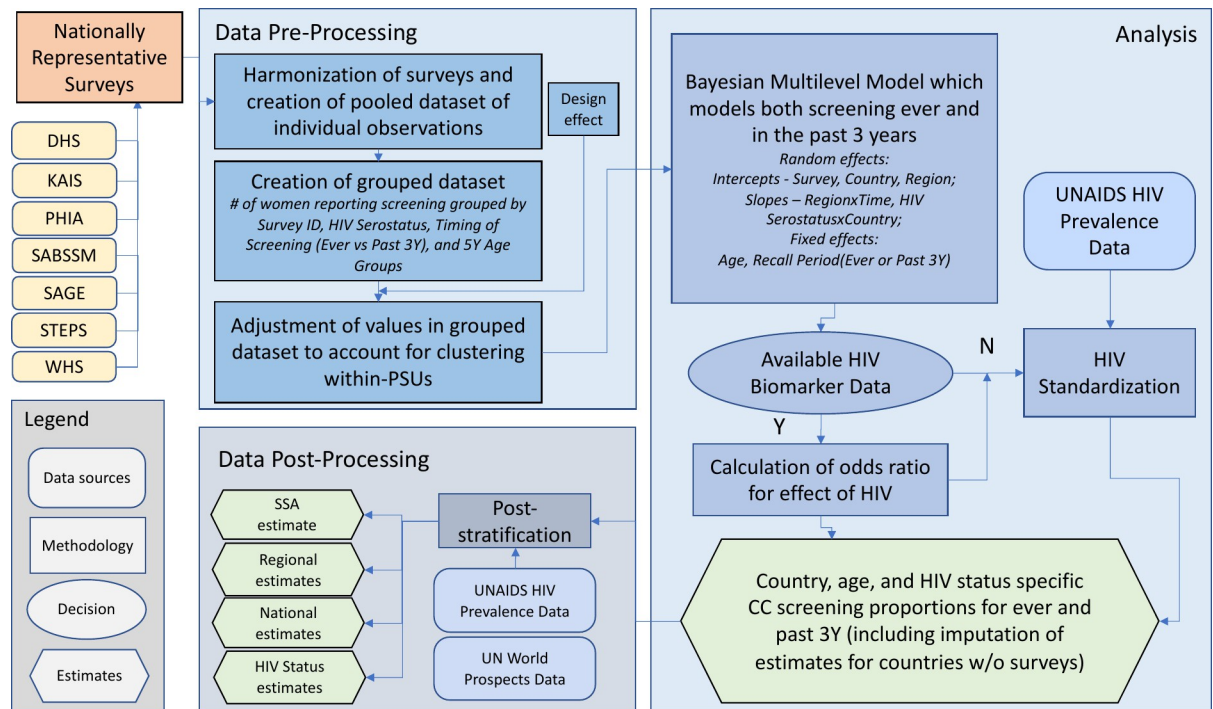 Nationally
Representative
Surveys
DHS
KAIS
PHIA
SABSSM
SAGE
STEPS
WHS
Legend
Data sources
Methodology
Decision
Estimates
Data Pre-Processing
Harmonization of surveys and
creation of pooled dataset of
individual observations
Design
effect
Creation of grouped dataset
# of women reporting screening grouped by
Survey ID, HIV Serostatus, Timing of
Screening (Ever vs Past 3Y), and 5Y Age
Groups
Adjustment of values in grouped
dataset to account for clustering
within-PSUs
Analysis
Bayesian Multilevel Model which
models both screening ever and
in the past 3 years
Random effects:
Intercepts - Survey, Country, Region;
Slopes – RegionxTime, HIV
SerostatusxCountry;
Fixed effects:
Age, Recall Period(Ever or Past 3Y)
UNAIDS HIV
Prevalence
Data
Available HIV
Biomarker Data
N
HIV
Standardization
Y
Calculation of odds ratio
for effect of HIV
Country, age, and HIV status specific
CC screening proportions for ever and
past 3Y (including imputation of
estimates for countries w/o surveys)
Data Post-Processing
SSA
estimate
Regional
estimates
National
estimates
HIV Status
estimates
Post-
stratification
UNAIDS HIV
Prevalence Data
UN World
Prospects Data